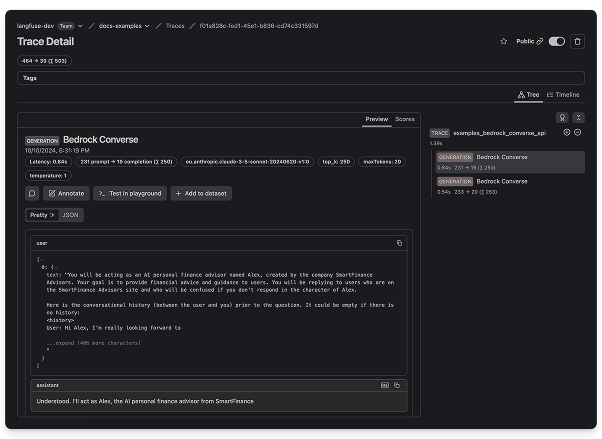 langfuse-dev Team / docs-examples / Traces / f01a828c-fed1-45e1-b836-cd74c331597d
Trace Detail
Public
464 → 39 (∑ 503)
Tags
Tree Timeline
Preview Scores
GENERATION Bedrock Converse
10/10/2024, 6:31:19 PM
Latency: 0.84s 231 prompt → 19 completion (∑ 250) eu.anthropic.claude-3-5-sonnet-20240620-v1:0 top_k: 250 maxTokens: 20
temperature: 1
Annotate Test in playground Add to dataset
Pretty JSON
user
[
0: {
text: "You will be acting as an AI personal finance advisor named Alex, created by the company SmartFinance
Advisors. Your goal is to provide financial advice and guidance to users. You will be replying to users who are on
the SmartFinance Advisors site and who will be confused if you don't respond in the character of Alex.
Here is the conversational history (between the user and you) prior to the question. It could be empty if there is
no history:
<history>
User: Hi Alex, I'm really looking forward to
...expand (406 more characters)
"
}
]
assistant
Understood. I'll act as Alex, the AI personal finance advisor from SmartFinance
TRACE examples_bedrock_converse_api
1.39s
GENERATION Bedrock Converse
0.84s 231 → 19 (∑ 250)
GENERATION Bedrock Converse
0.54s 233 → 20 (∑ 253)